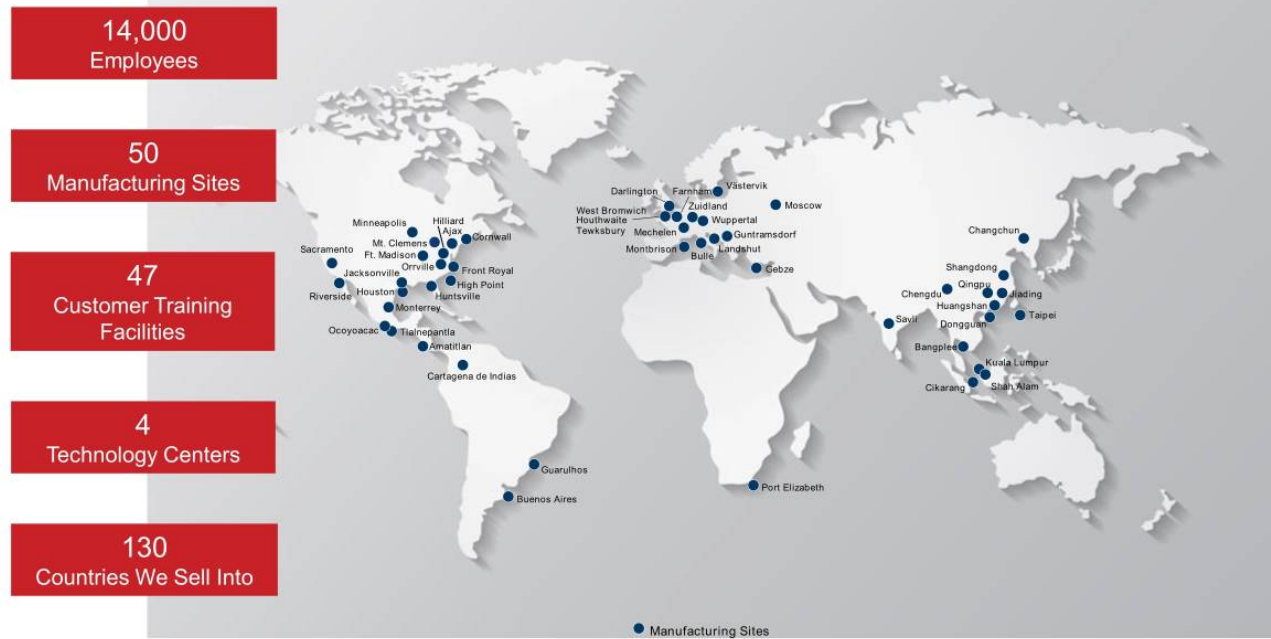 14,000
Employees
50
Manufacturing Sites
47
Customer Training
Facilities
4
Technology Centers
130
Countries We Sell Into
Minneapolis
Hilliard
Ajax
Mt. Clemens
Cornwall
Sacramento
Ft. Madison
Orrville
Front Royal
Jacksonville
High Point
Riverside
Houston
Huntsville
Monterrey
Ocoyoacac
Tlalnepantla
Amatitlan
Cartagena de Indias
Guarulhos
Buenos Aires
Darlington
Farnham
Västervik
West Bromwich
Zuidland
Moscow
Houthwaite
Wuppertal
Tewksbury
Mechelen
Guntramsdorf
Montbrison
Landshut
Bulle
Gebze
Port Elizabeth
Changchun
Shangdong
Qingpu
Chengdu
Jiading
Huangshan
Savli
Dongguan
Taipei
Bangplee
Kuala Lumpur
Cikarang
Shah Alam
Manufacturing Sites